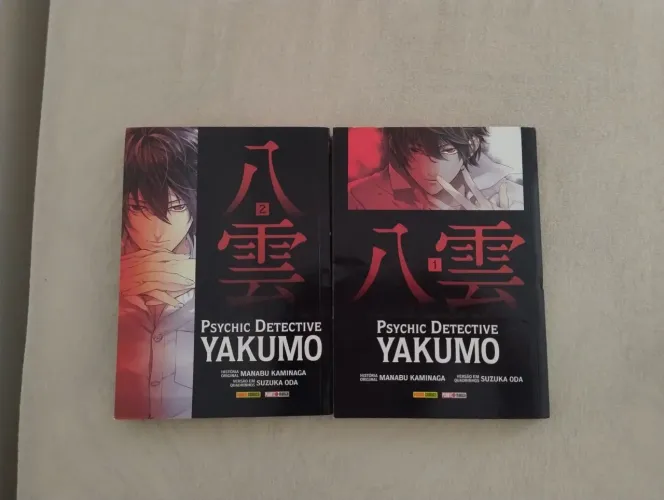 八
2
雲
PSYCHIC DETECTIVE
YAKUMO
HISTÓRIA ORIGINAL MANABU KAMINAGA
VERSÃO EM QUADRINHOS SUZUKA ODA
八 1 雲
PSYCHIC DETECTIVE
YAKUMO
HISTÓRIA ORIGINAL MANABU KAMINAGA
VERSÃO EM QUADRINHOS SUZUKA ODA